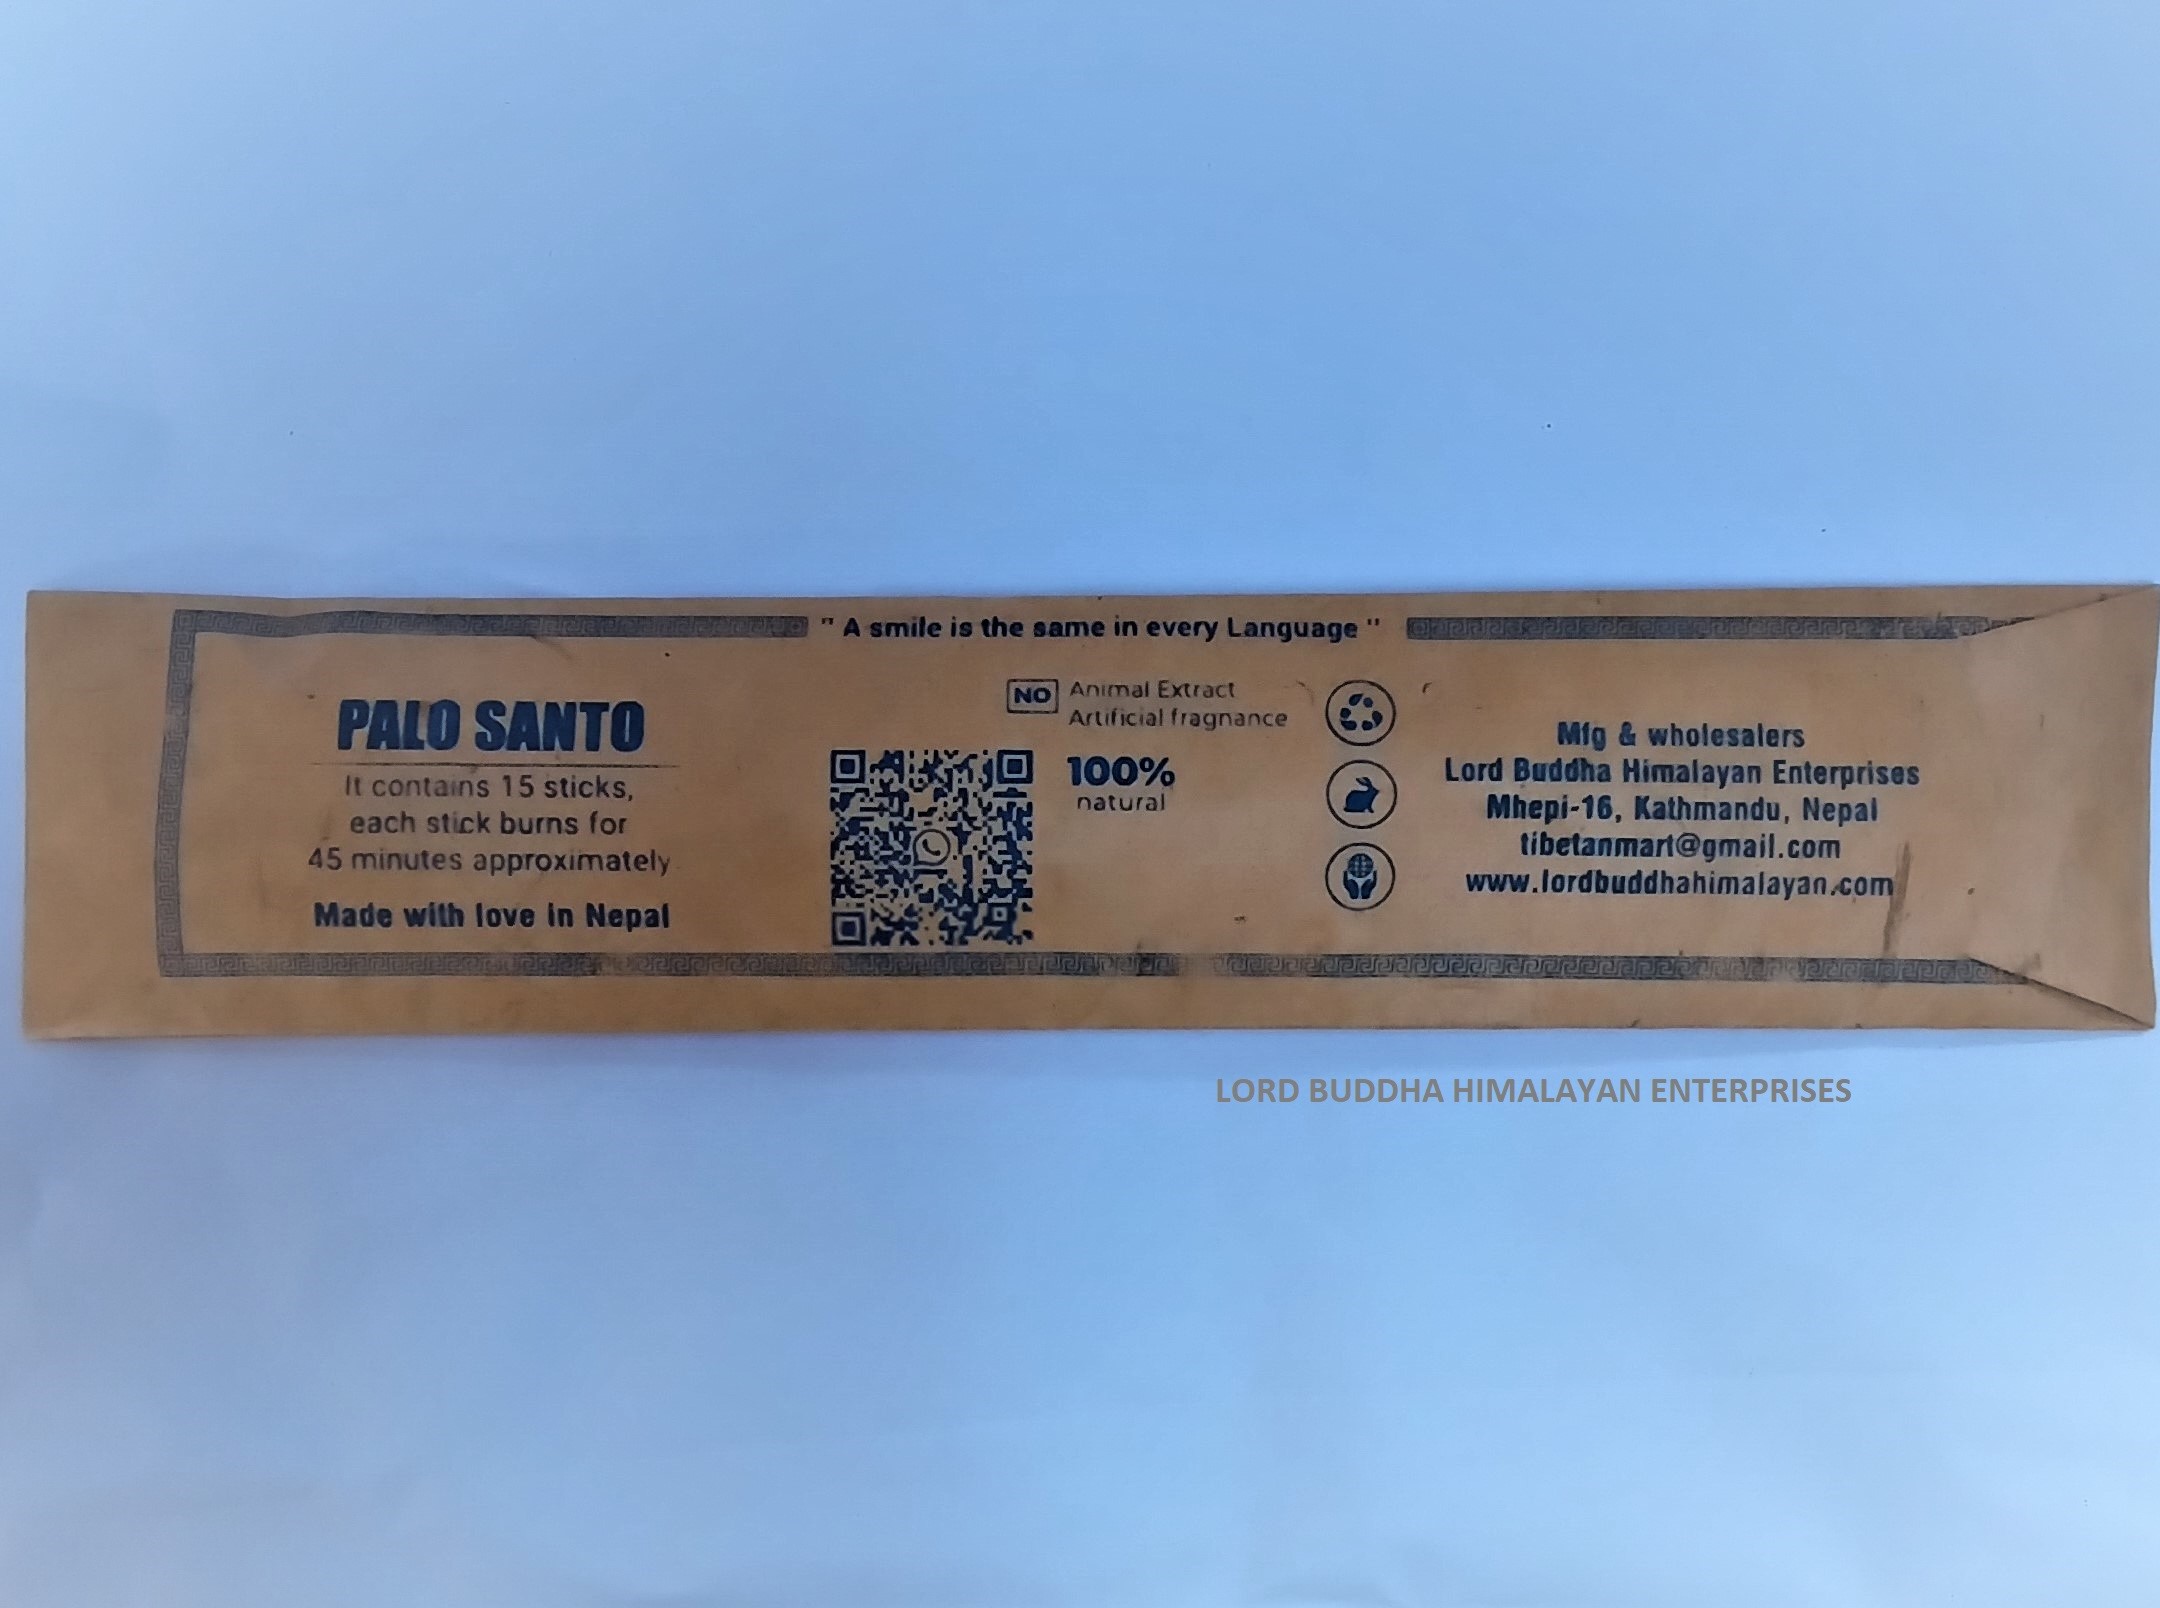 " A smile is the same in every Language "
PALO SANTO
It contains 15 sticks,
each stick burns for
45 minutes approximately
Made with love in Nepal
NO Animal Extract
Artificial fragnance
100%
natural
Mfg & wholesalers
Lord Buddha Himalayan Enterprises
Mhepi-16, Kathmandu, Nepal
tibetanmart@gmail.com
www.lordbuddhahimalayan.com
LORD BUDDHA HIMALAYAN ENTERPRISES